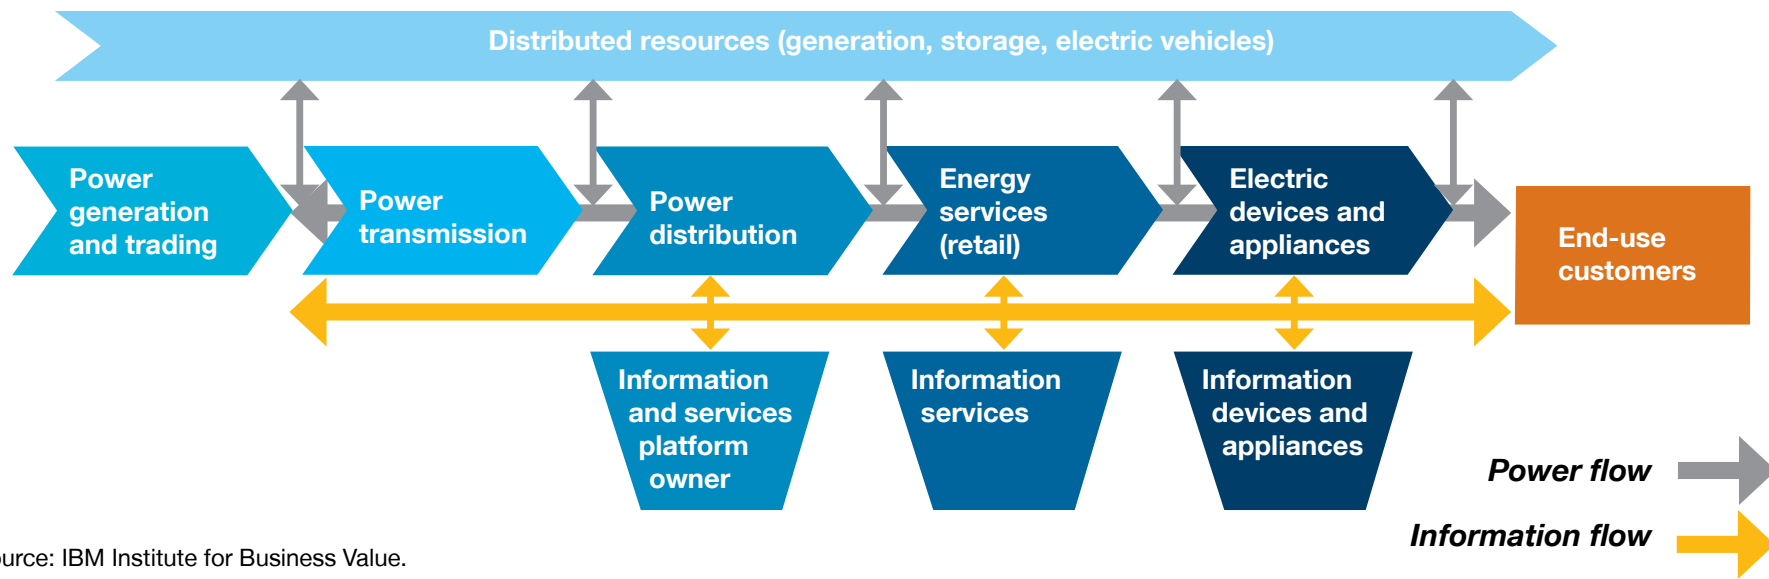 Distributed resources (generation, storage, electric vehicles)
Power
generation
and trading
Power
transmission
Power
distribution
Energy
services
(retail)
Electric
devices and
appliances
End-use
customers
Information
and services
platform
owner
Information
services
Information
devices and
appliances
Power flow
Information flow
ource: IBM Institute for Business Value.